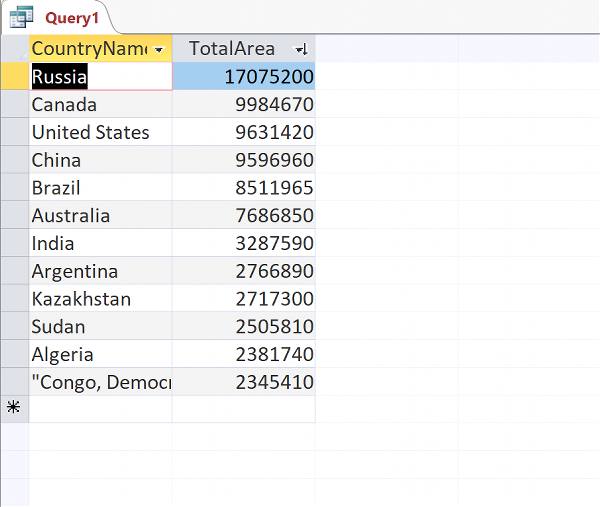 Query1
CountryName TotalArea
Russia 17075200
Canada 9984670
United States 9631420
China 9596960
Brazil 8511965
Australia 7686850
India 3287590
Argentina 2766890
Kazakhstan 2717300
Sudan 2505810
Algeria 2381740
"Congo, Democr 2345410